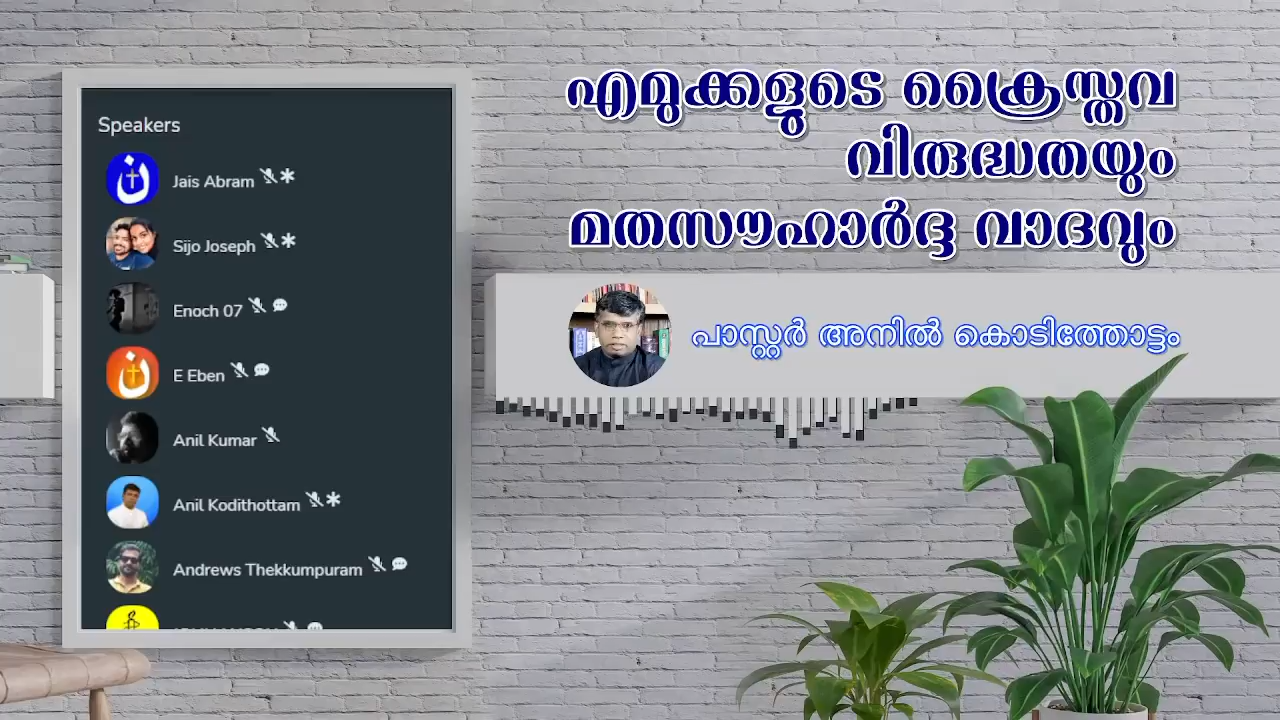 Speakers
Jais Abram
Sijo Joseph
Enoch 07
E Eben
Anil Kumar
Anil Kodithottam
Andrews Thekkumpuram
എമുക്കളുടെ ക്രൈസ്തവ
വിരുദ്ധതയും
മതസൗഹാർദ്ദ വാദവും
പാസ്റ്റർ അനിൽ കൊടിത്തോട്ടം